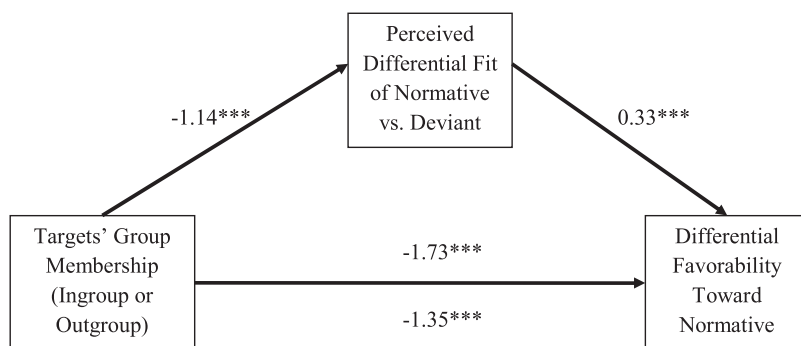 Perceived
Differential Fit
of Normative
vs. Deviant
-1.14***
0.33***
Targets’ Group
Membership
(Ingroup or
Outgroup)
-1.73***
-1.35***
Differential
Favorability
Toward
Normative